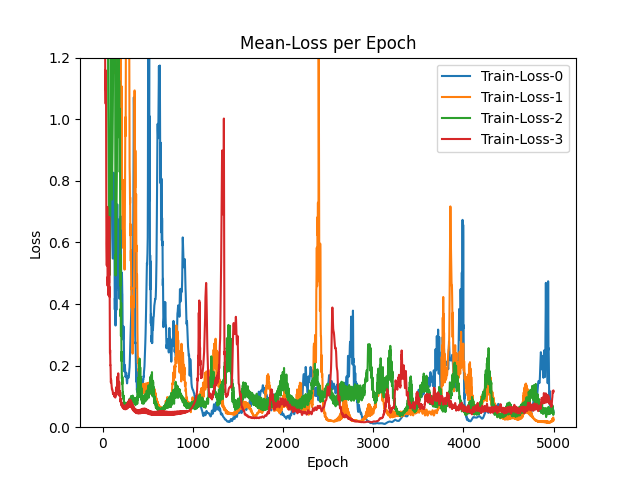 Mean-Loss per Epoch
1.2
1.0
0.8
0.6
0.4
0.2
0.0
Loss
0 1000 2000 3000 4000 5000
Epoch
Train-Loss-0
Train-Loss-1
Train-Loss-2
Train-Loss-3